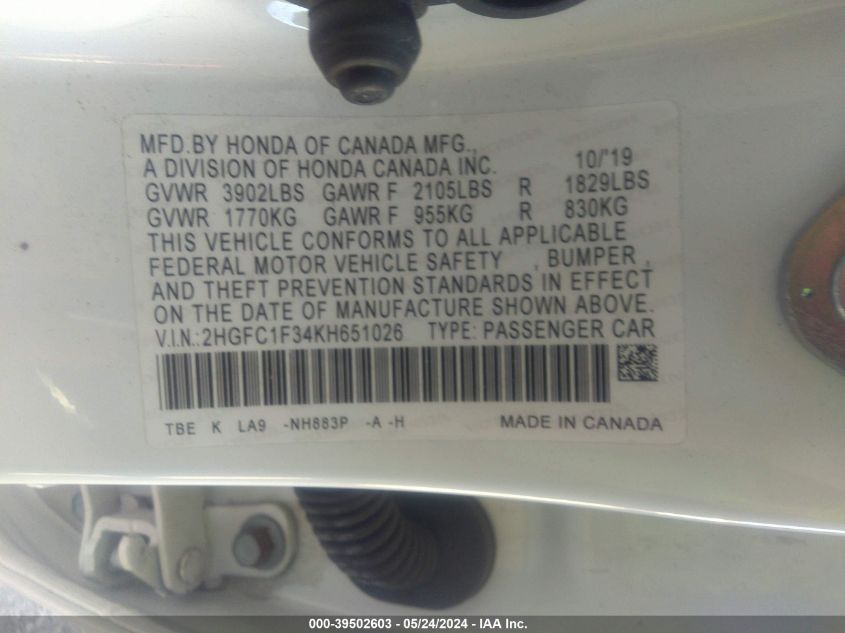 MFD.BY HONDA OF CANADA MFG.,
A DIVISION OF HONDA CANADA INC. 10/'19
GVWR 3902LBS GAWR F 2105LBS R 1829LBS
GVWR 1770KG GAWR F 955KG R 830KG
THIS VEHICLE CONFORMS TO ALL APPLICABLE
FEDERAL MOTOR VEHICLE SAFETY , BUMPER ,
AND THEFT PREVENTION STANDARDS IN EFFECT
ON THE DATE OF MANUFACTURE SHOWN ABOVE.
V.I.N.:2HGFC1F34KH651026 TYPE: PASSENGER CAR
TBE K LA9 -NH883P -A -H MADE IN CANADA
000-39502603 - 05/24/2024 - IAA Inc.